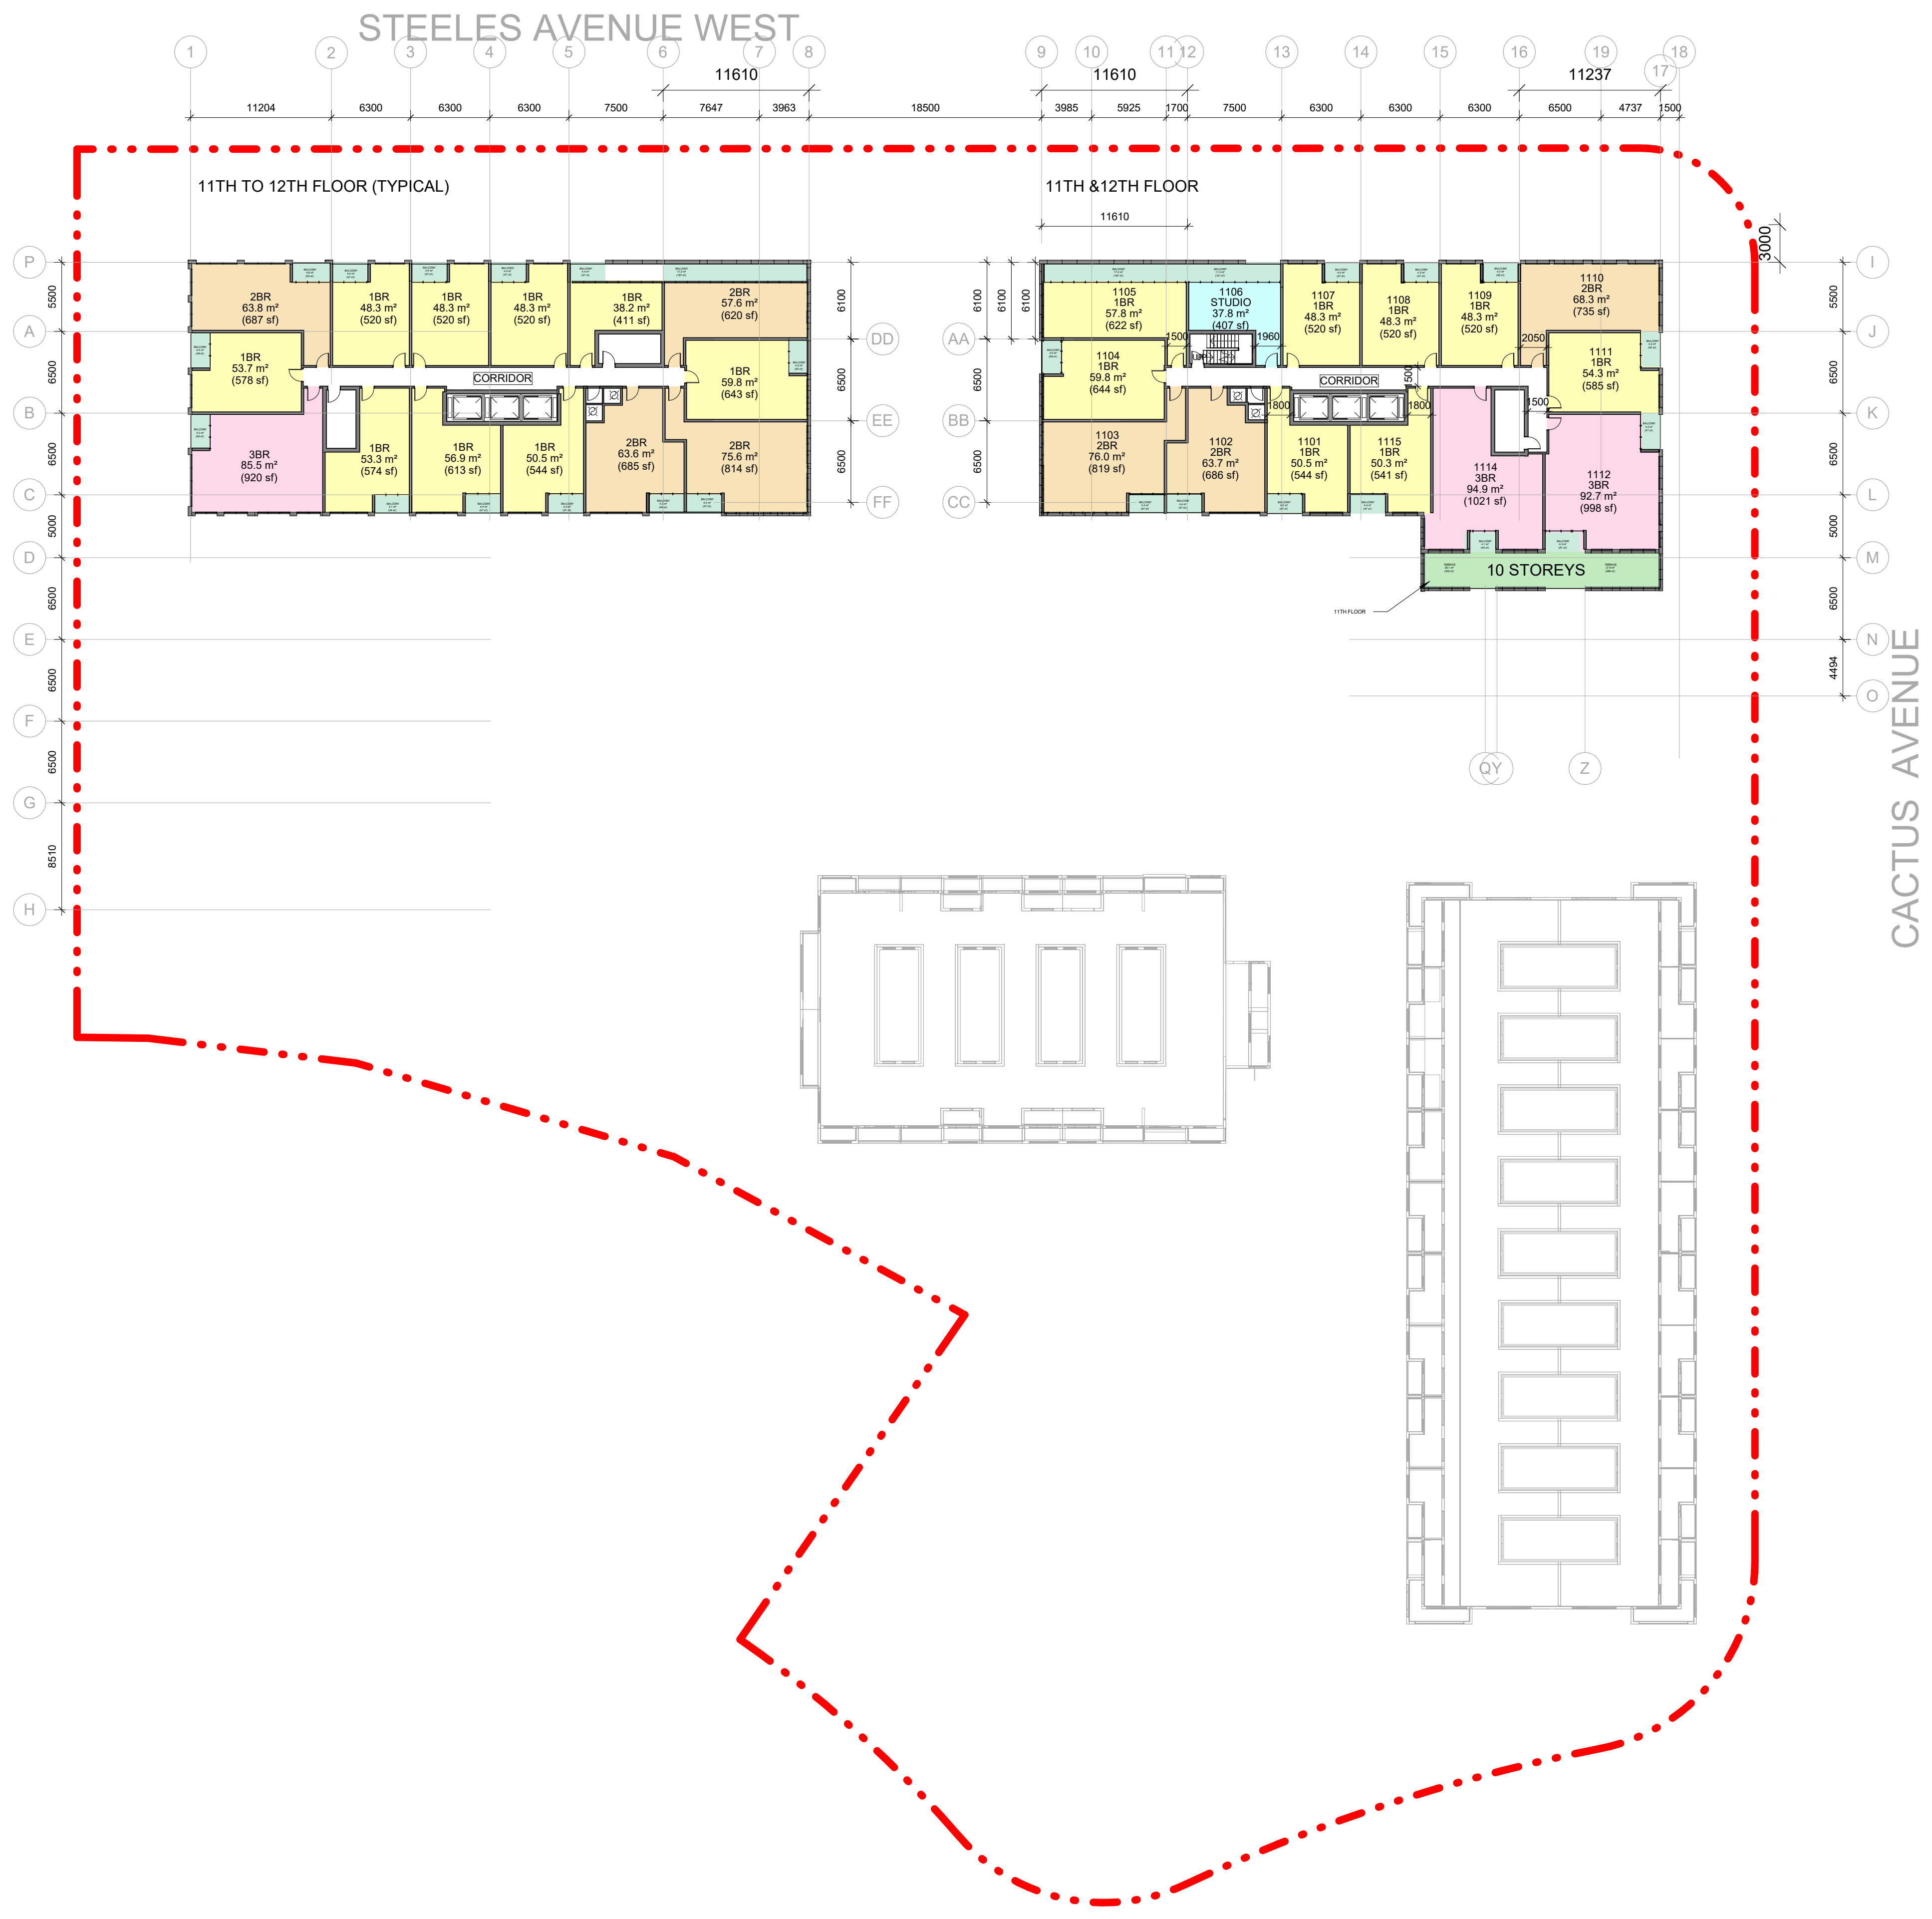 STEELES AVENUE WEST
1
2
3
4
5
6
7
8
9
10
11
12
13
14
15
16
19
17
18
11610
11610
11237
11204
6300
6300
6300
7500
7647
3963
18500
3985
5925
1700
7500
6300
6300
6300
6500
4737
1500
11TH TO 12TH FLOOR (TYPICAL)
11TH &12TH FLOOR
11610
3000
P
A
B
C
D
E
F
G
H
5500
6500
6500
5000
6500
6500
6500
8510
2BR
63.8 m²
(687 sf)
1BR
48.3 m²
(520 sf)
1BR
48.3 m²
(520 sf)
1BR
48.3 m²
(520 sf)
1BR
38.2 m²
(411 sf)
2BR
57.6 m²
(620 sf)
1BR
53.7 m²
(578 sf)
CORRIDOR
1BR
59.8 m²
(643 sf)
3BR
85.5 m²
(920 sf)
1BR
53.3 m²
(574 sf)
1BR
56.9 m²
(613 sf)
1BR
50.5 m²
(544 sf)
2BR
63.6 m²
(685 sf)
2BR
75.6 m²
(814 sf)
6100
6500
6500
DD
EE
FF
AA
BB
CC
6100
6100
6100
6500
6500
1105
1BR
57.8 m²
(622 sf)
1106
STUDIO
37.8 m²
(407 sf)
1107
1BR
48.3 m²
(520 sf)
1108
1BR
48.3 m²
(520 sf)
1109
1BR
48.3 m²
(520 sf)
1110
2BR
68.3 m²
(735 sf)
1500
1960
2050
1104
1BR
59.8 m²
(644 sf)
CORRIDOR
1500
1111
1BR
54.3 m²
(585 sf)
1800
1800
1500
1103
2BR
76.0 m²
(819 sf)
1102
2BR
63.7 m²
(686 sf)
1101
1BR
50.5 m²
(544 sf)
1115
1BR
50.3 m²
(541 sf)
1114
3BR
94.9 m²
(1021 sf)
1112
3BR
92.7 m²
(998 sf)
10 STOREYS
11TH FLOOR
I
J
K
L
M
N
O
5500
6500
6500
5000
6500
4494
Q
Y
Z
CACTUS AVENUE